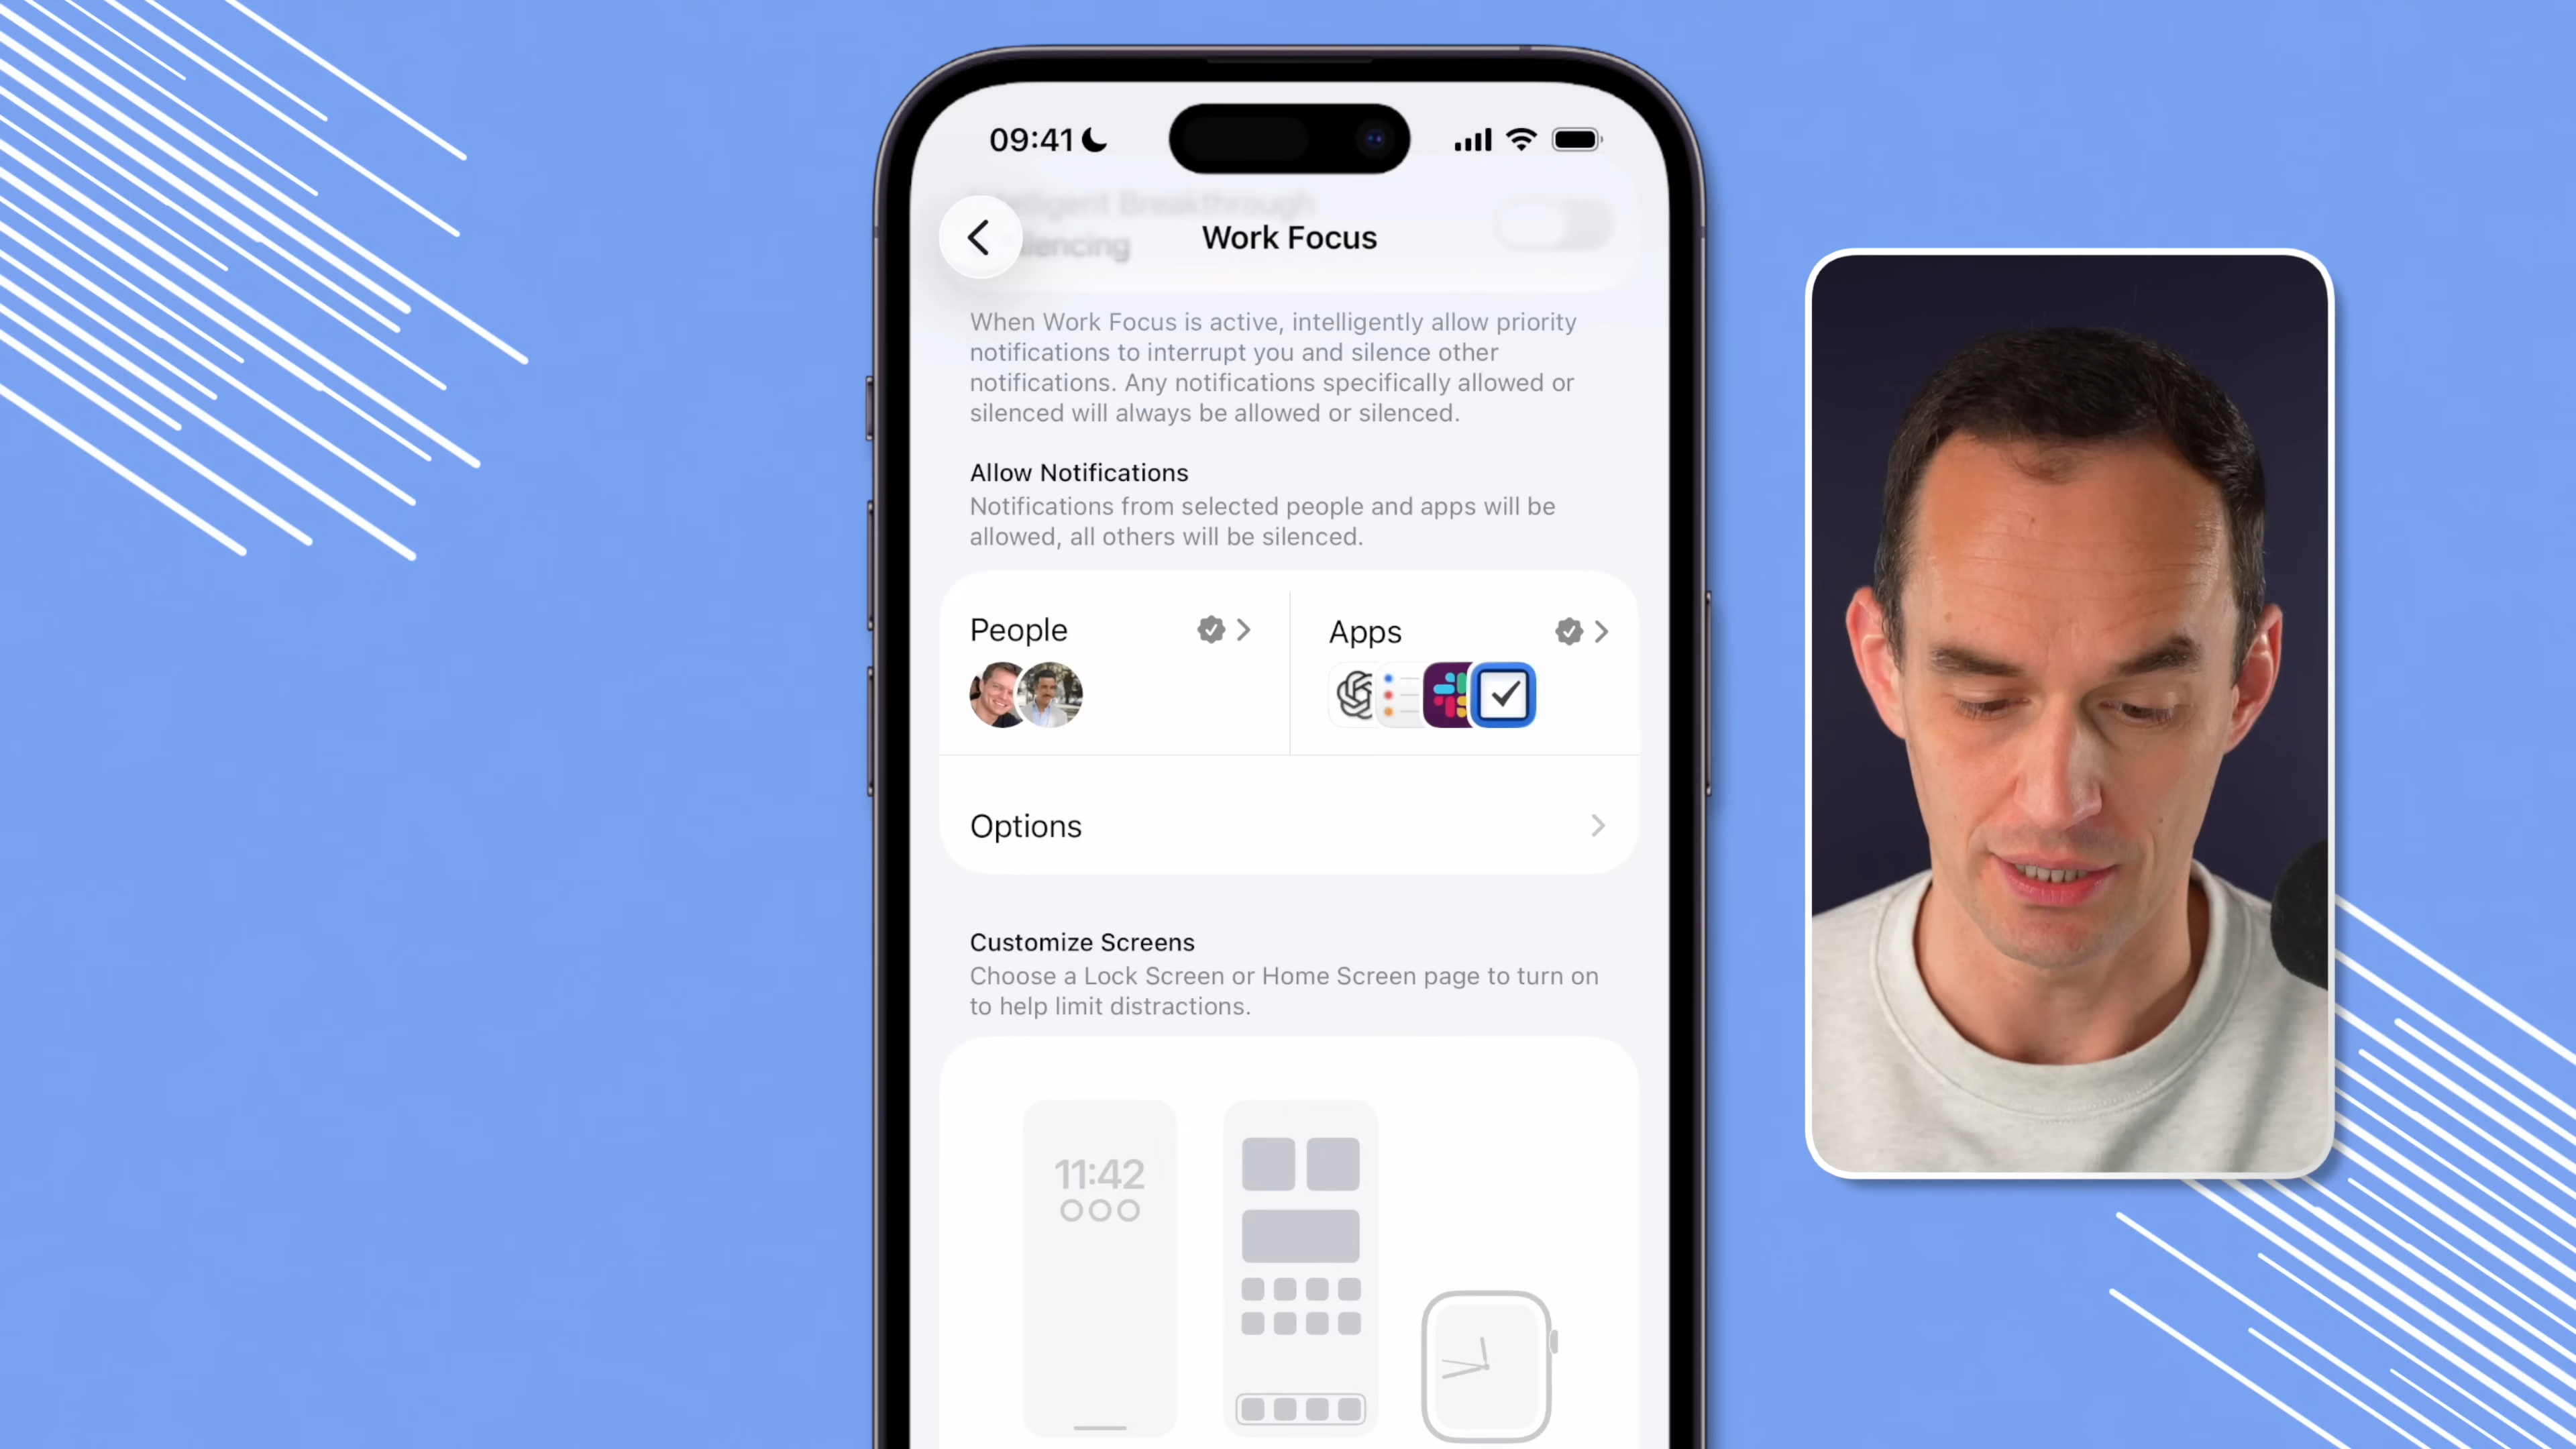 09:41
Intelligent Breakthrough
& Silencing
Work Focus
When Work Focus is active, intelligently allow priority
notifications to interrupt you and silence other
notifications. Any notifications specifically allowed or
silenced will always be allowed or silenced.
Allow Notifications
Notifications from selected people and apps will be
allowed, all others will be silenced.
People
Apps
Options
Customize Screens
Choose a Lock Screen or Home Screen page to turn on
to help limit distractions.
11:42